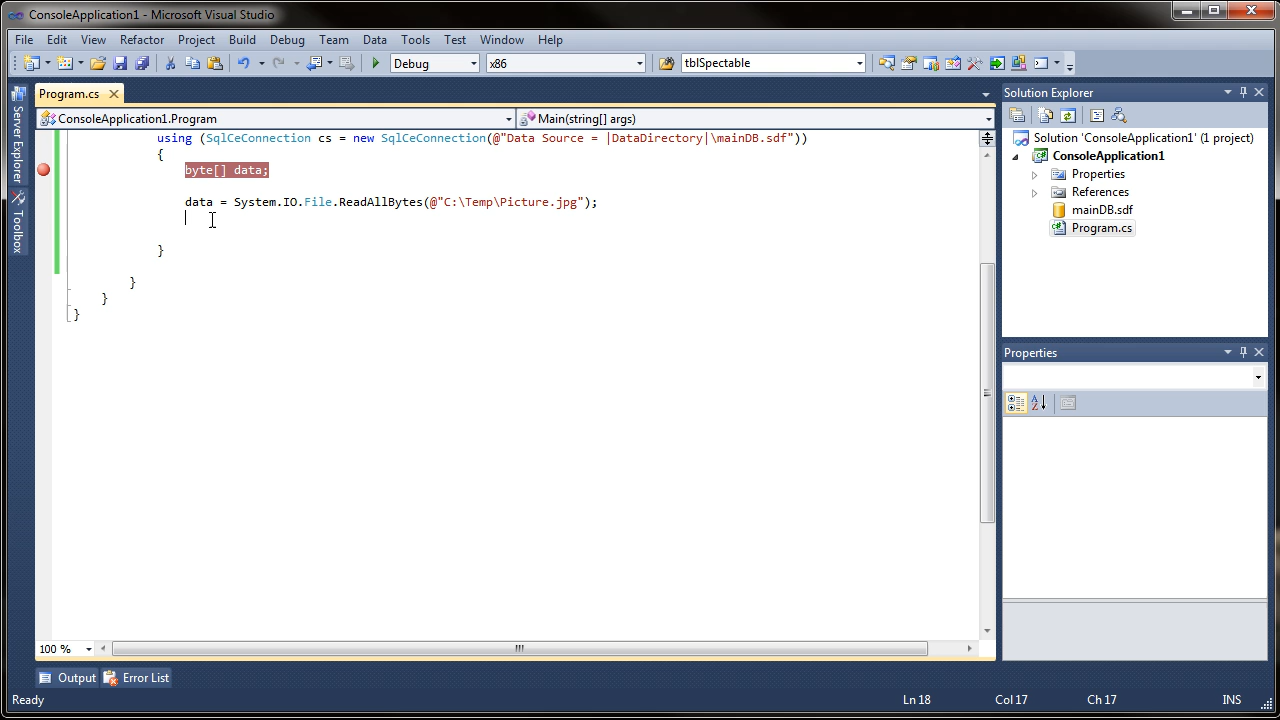 ConsoleApplication1 - Microsoft Visual Studio
File Edit View Refactor Project Build Debug Team Data Tools Test Window Help
Debug x86 tblSpectable
Server Explorer
Toolbox
Program.cs
ConsoleApplication1.Program Main(string[] args)
using (SqlCeConnection cs = new SqlCeConnection(@"Data Source = |DataDirectory|\mainDB.sdf"))
{
byte[] data;
data = System.IO.File.ReadAllBytes(@"C:\Temp\Picture.jpg");
}
}
}
}
100 %
Solution Explorer
Solution 'ConsoleApplication1' (1 project)
ConsoleApplication1
Properties
References
mainDB.sdf
Program.cs
Properties
Output Error List
Ready Ln 18 Col 17 Ch 17 INS